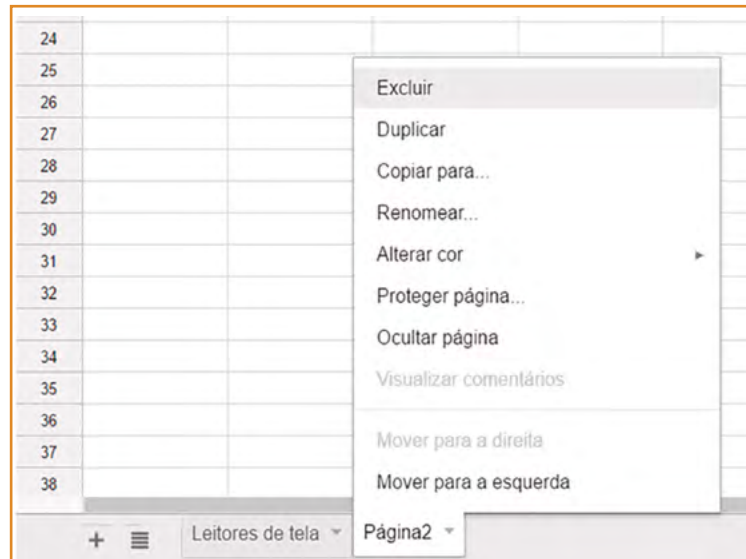 24
25
26
27
28
29
30
31
32
33
34
35
36
37
38
Excluir
Duplicar
Copiar para...
Renomear...
Alterar cor
Proteger página...
Ocultar página
Visualizar comentários
Mover para a direita
Mover para a esquerda
Leitores de tela
Página2